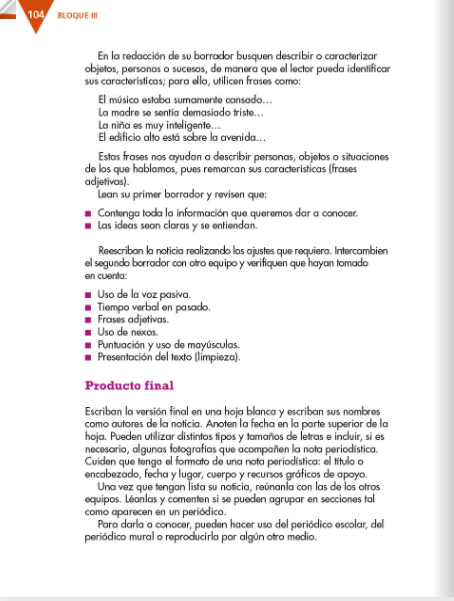 104 BLOQUE III
En la redacción de su borrador busquen describir o caracterizar
objetos, personas o sucesos, de manera que el lector pueda identificar
sus características; para ello, utilicen frases como:
El músico estaba sumamente cansado…
La madre se sentía demasiado triste…
La niña es muy inteligente…
El edificio alto está sobre la avenida…
Estas frases nos ayudan a describir personas, objetos o situaciones
de los que hablamos, pues remarcan sus características (frases
adjetivas).
Lean su primer borrador y revisen que:
■ Contenga toda la información que queremos dar a conocer.
■ Las ideas sean claras y se entiendan.
Reescriban la noticia realizando los ajustes que requiera. Intercambien
el segundo borrador con otro equipo y verifiquen que hayan tomado
en cuenta:
■ Uso de la voz pasiva.
■ Tiempo verbal en pasado.
■ Frases adjetivas.
■ Uso de nexos.
■ Puntuación y uso de mayúsculas.
■ Presentación del texto (limpieza).
Producto final
Escriban la versión final en una hoja blanca y escriban sus nombres
como autores de la noticia. Anoten la fecha en la parte superior de la
hoja. Pueden utilizar distintos tipos y tamaños de letras e incluir, si es
necesario, algunas fotografías que acompañen la nota periodística.
Cuiden que tenga el formato de una nota periodística: el título o
encabezado, fecha y lugar, cuerpo y recursos gráficos de apoyo.
Una vez que tengan lista su noticia, reúnanla con las de los otros
equipos. Léanlas y comenten si se pueden agrupar en secciones tal
como aparecen en un periódico.
Para darla a conocer, pueden hacer uso del periódico escolar, del
periódico mural o reproducirla por algún otro medio.